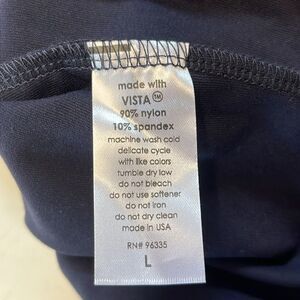 made with
VISTA™
90% nylon
10% spandex
machine wash cold
delicate cycle
with like colors
tumble dry low
do not bleach
do not use softener
do not iron
do not dry clean
made in USA
RN# 96335
L